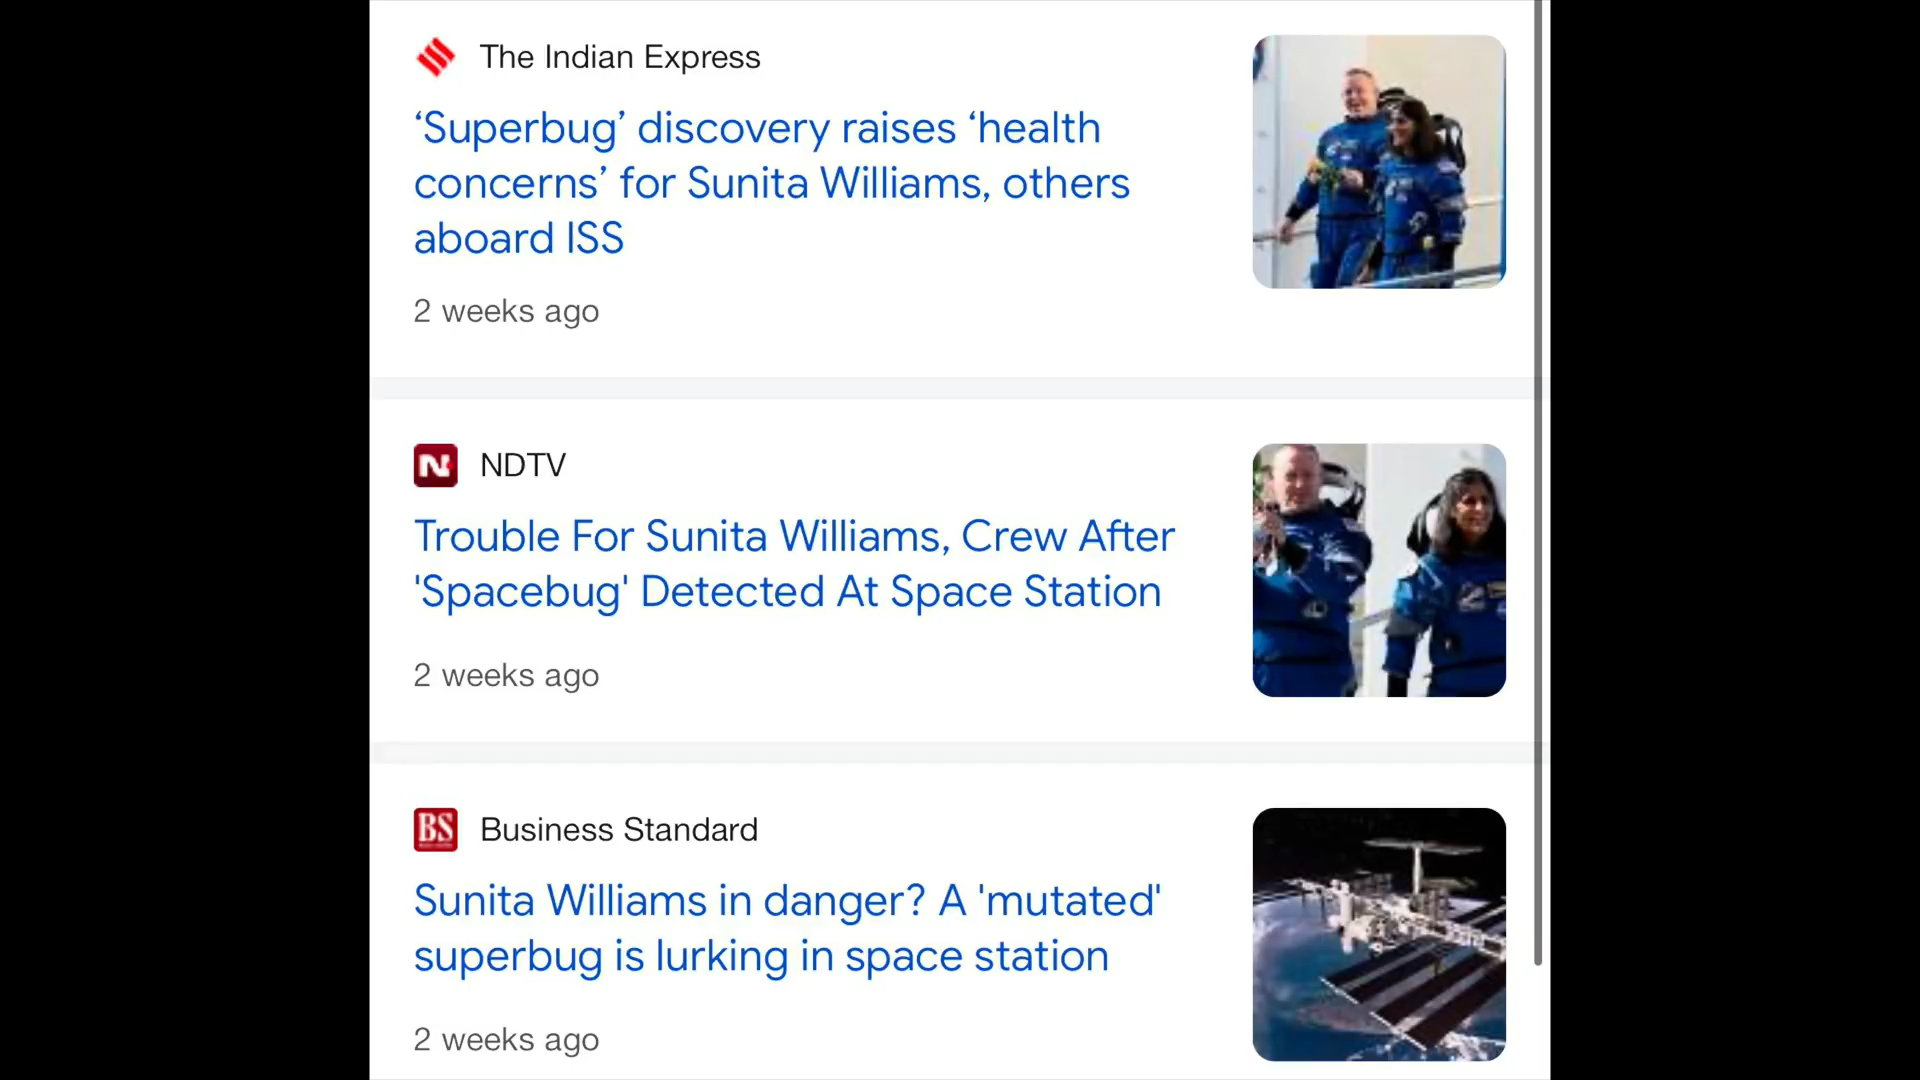 The Indian Express
‘Superbug’ discovery raises ‘health
concerns’ for Sunita Williams, others
aboard ISS
2 weeks ago
N
NDTV
Trouble For Sunita Williams, Crew After
'Spacebug' Detected At Space Station
2 weeks ago
BS
Business Standard
Sunita Williams in danger? A 'mutated'
superbug is lurking in space station
2 weeks ago